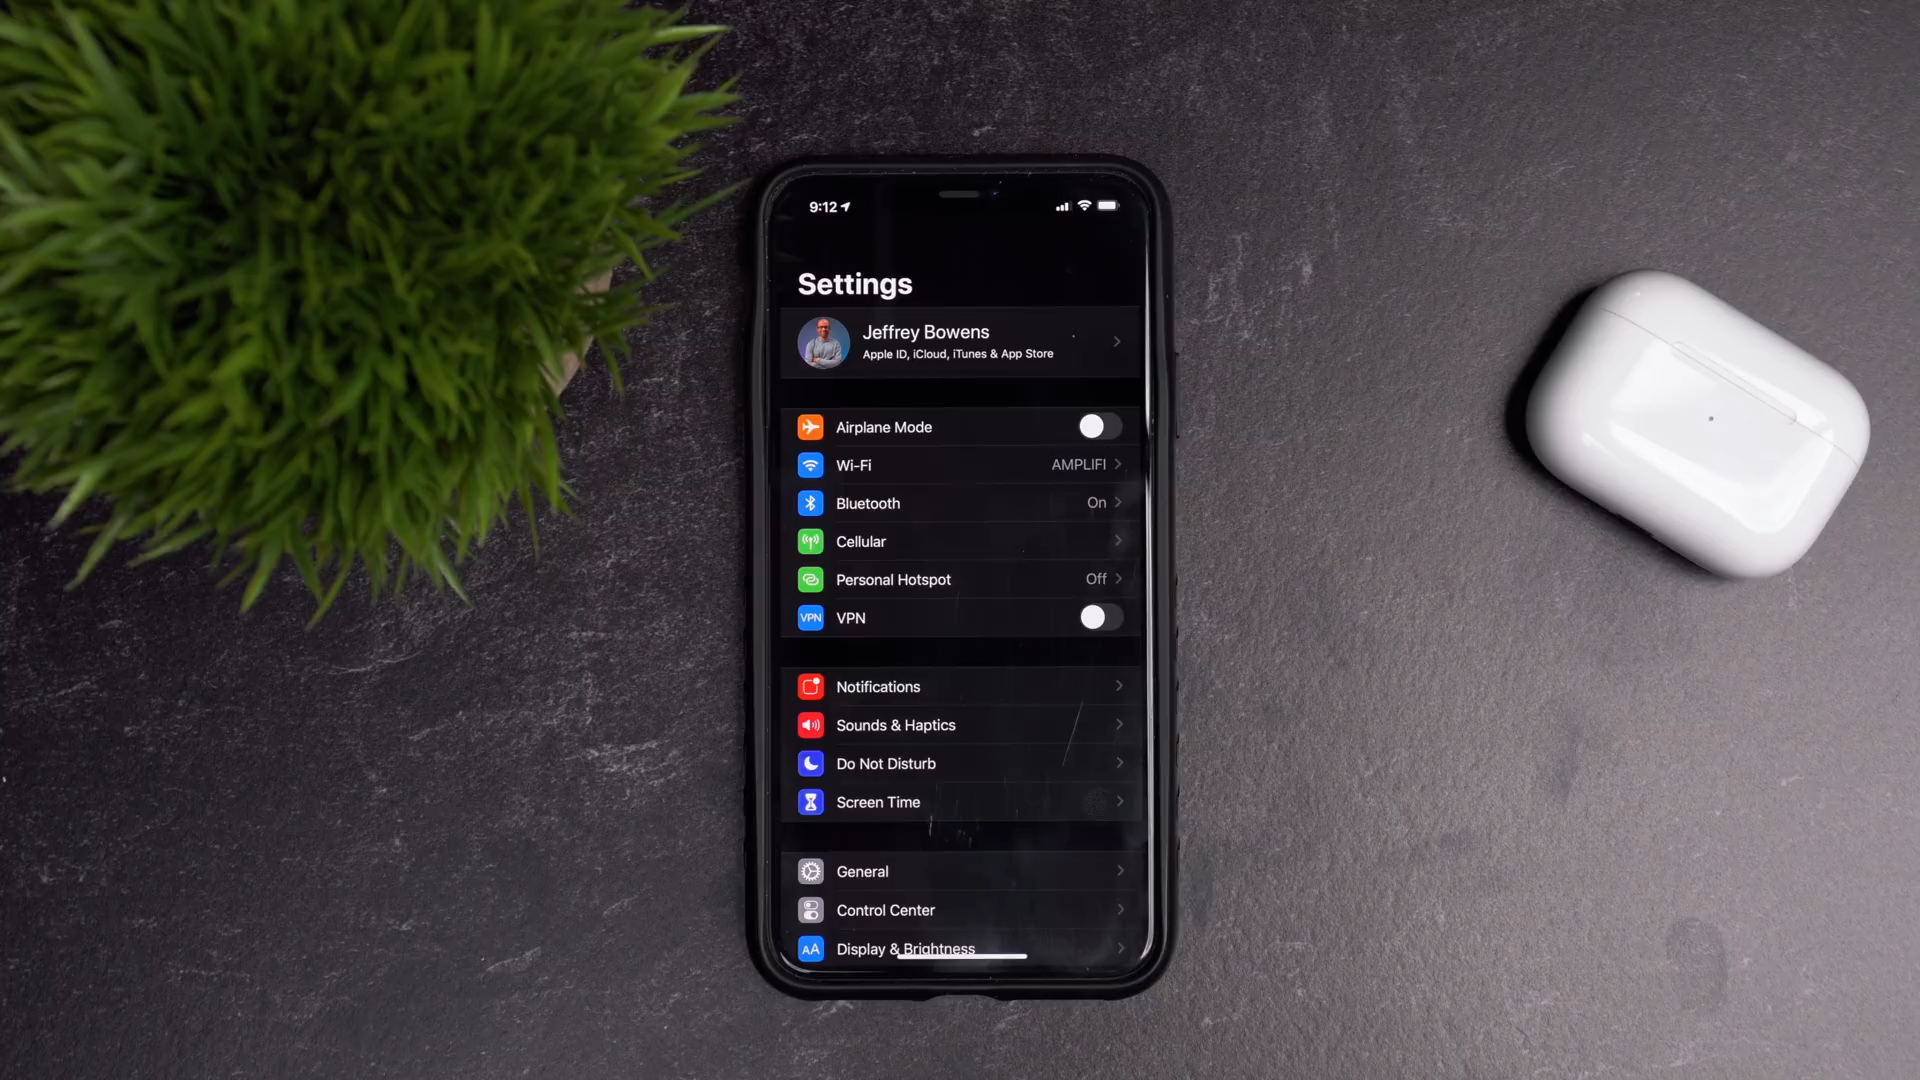 9:12
Settings
Jeffrey Bowens
Apple ID, iCloud, iTunes & App Store
Airplane Mode
Wi-Fi AMPLIFI
Bluetooth On
Cellular
Personal Hotspot Off
VPN VPN
Notifications
Sounds & Haptics
Do Not Disturb
Screen Time
General
Control Center
AA Display & Brightness